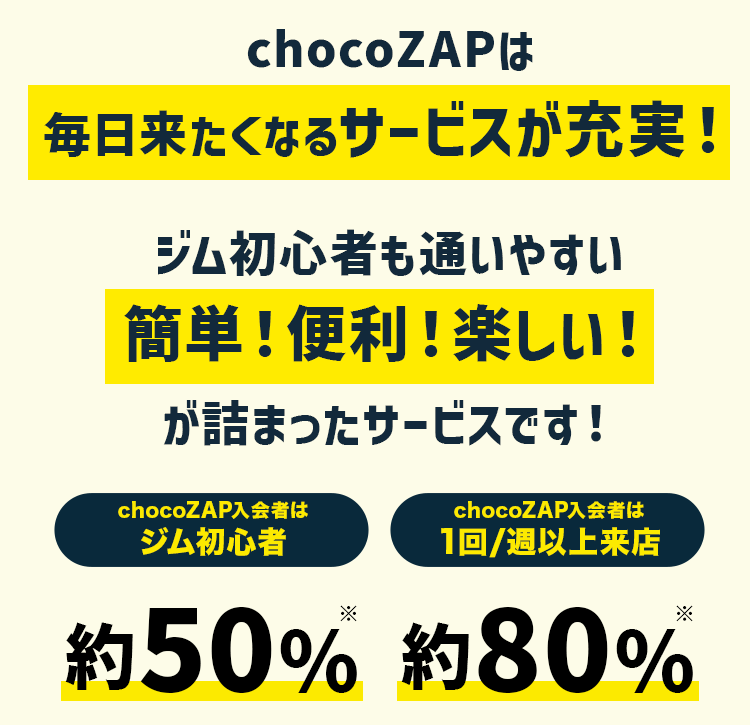 chocoZAPは
毎日来たくなるサービスが充実！
ジム初心者も通いやすい
簡単！便利！楽しい！
が詰まったサービスです！
chocoZAP入会者は
ジム初心者
約50%※
chocoZAP入会者は
1回/週以上来店
約80%※